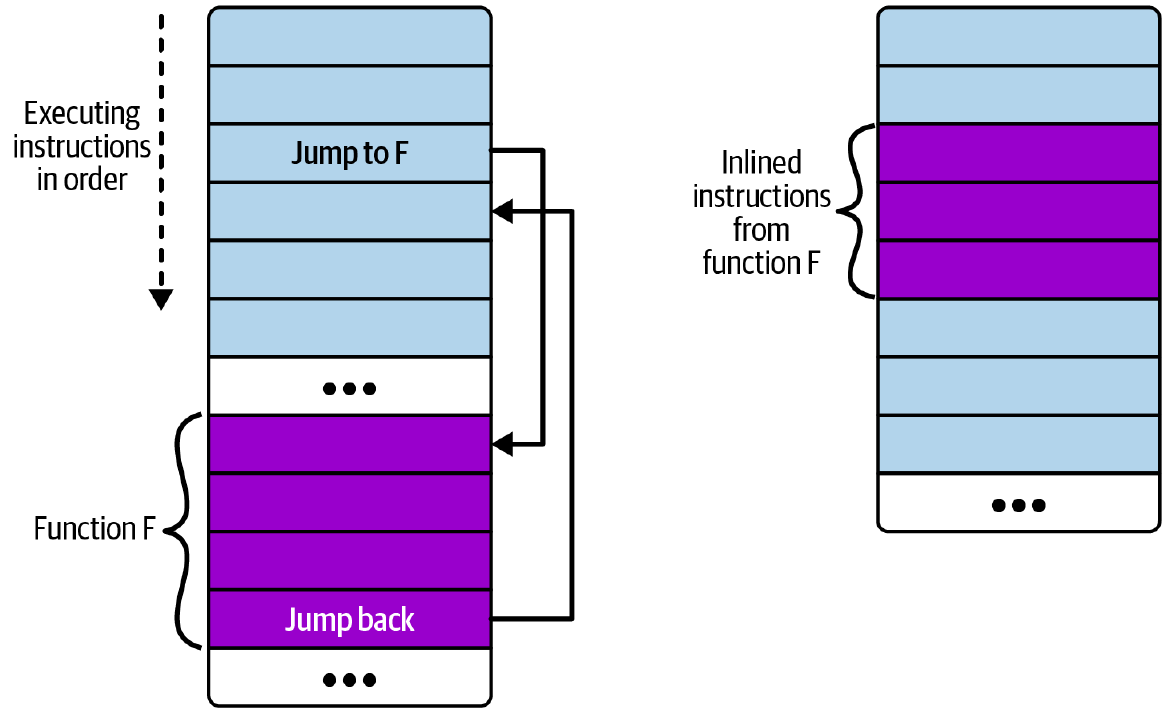 Executing
instructions
in order
Jump to F
Function F
Jump back
Inlined
instructions
from
function F